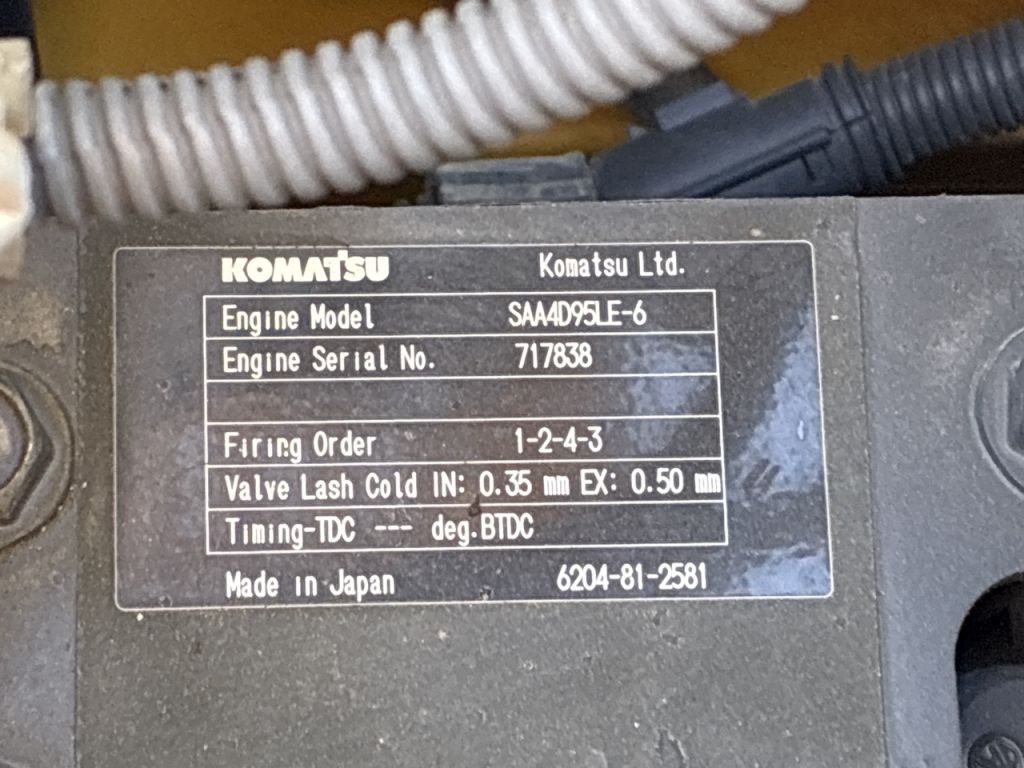 KOMATSU Komatsu Ltd.
Engine Model SAA4D95LE-6
Engine Serial No. 717838
Firing Order 1-2-4-3
Valve Lash Cold IN: 0.35 mm EX: 0.50 mm
Timing-TDC --- deg.BTDC
Made in Japan 6204-81-2581